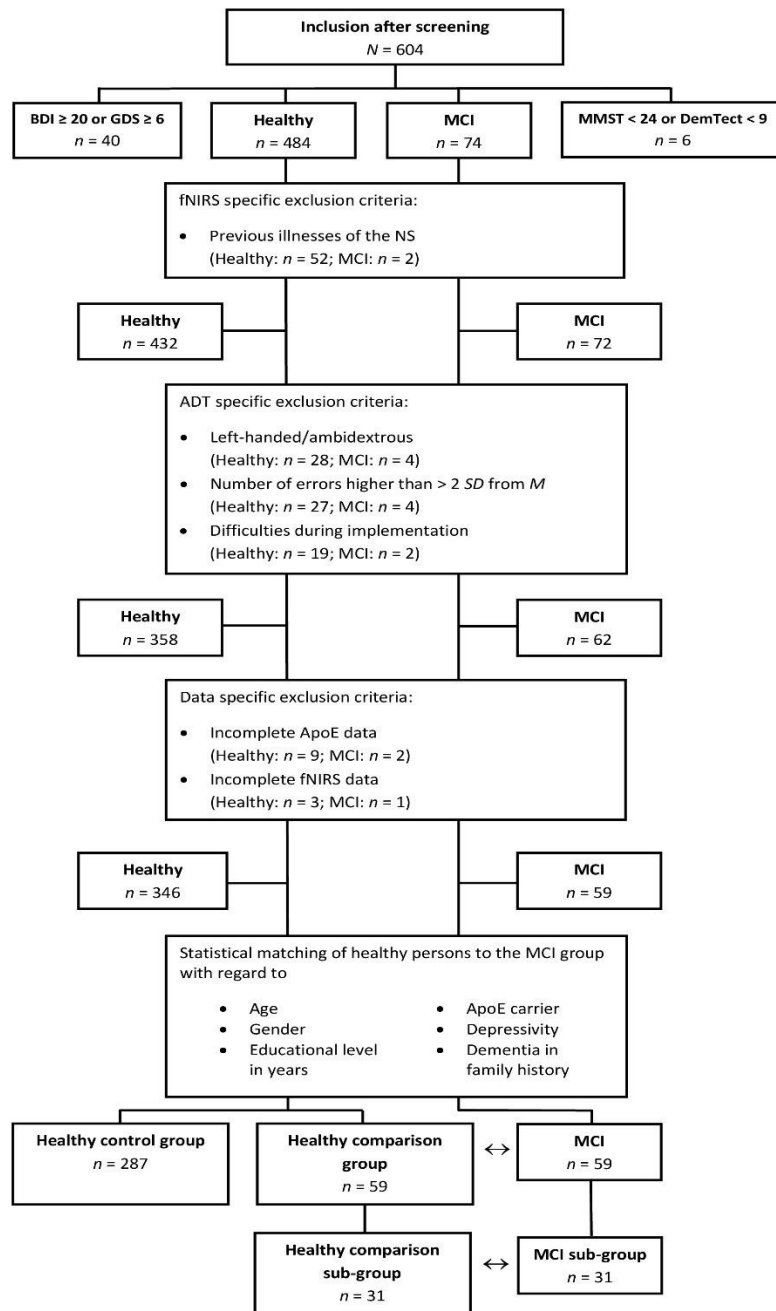 Inclusion after screening
N = 604
BDI ≥ 20 or GDS ≥ 6
n = 40
Healthy
n = 484
MCI
n = 74
MMST < 24 or DemTect < 9
n = 6
fNIRS specific exclusion criteria:
• Previous illnesses of the NS
(Healthy: n = 52; MCI: n = 2)
Healthy
n = 432
MCI
n = 72
ADT specific exclusion criteria:
• Left-handed/ambidextrous
(Healthy: n = 28; MCI: n = 4)
• Number of errors higher than > 2 SD from M
(Healthy: n = 27; MCI: n = 4)
• Difficulties during implementation
(Healthy: n = 19; MCI: n = 2)
Healthy
n = 358
MCI
n = 62
Data specific exclusion criteria:
• Incomplete ApoE data
(Healthy: n = 9; MCI: n = 2)
• Incomplete fNIRS data
(Healthy: n = 3; MCI: n = 1)
Healthy
n = 346
MCI
n = 59
Statistical matching of healthy persons to the MCI group
with regard to
• Age
• Gender
• Educational level
in years
• ApoE carrier
• Depressivity
• Dementia in
family history
Healthy control group
n = 287
Healthy comparison
group
n = 59
↔
MCI
n = 59
Healthy comparison
sub-group
n = 31
↔
MCI sub-group
n = 31